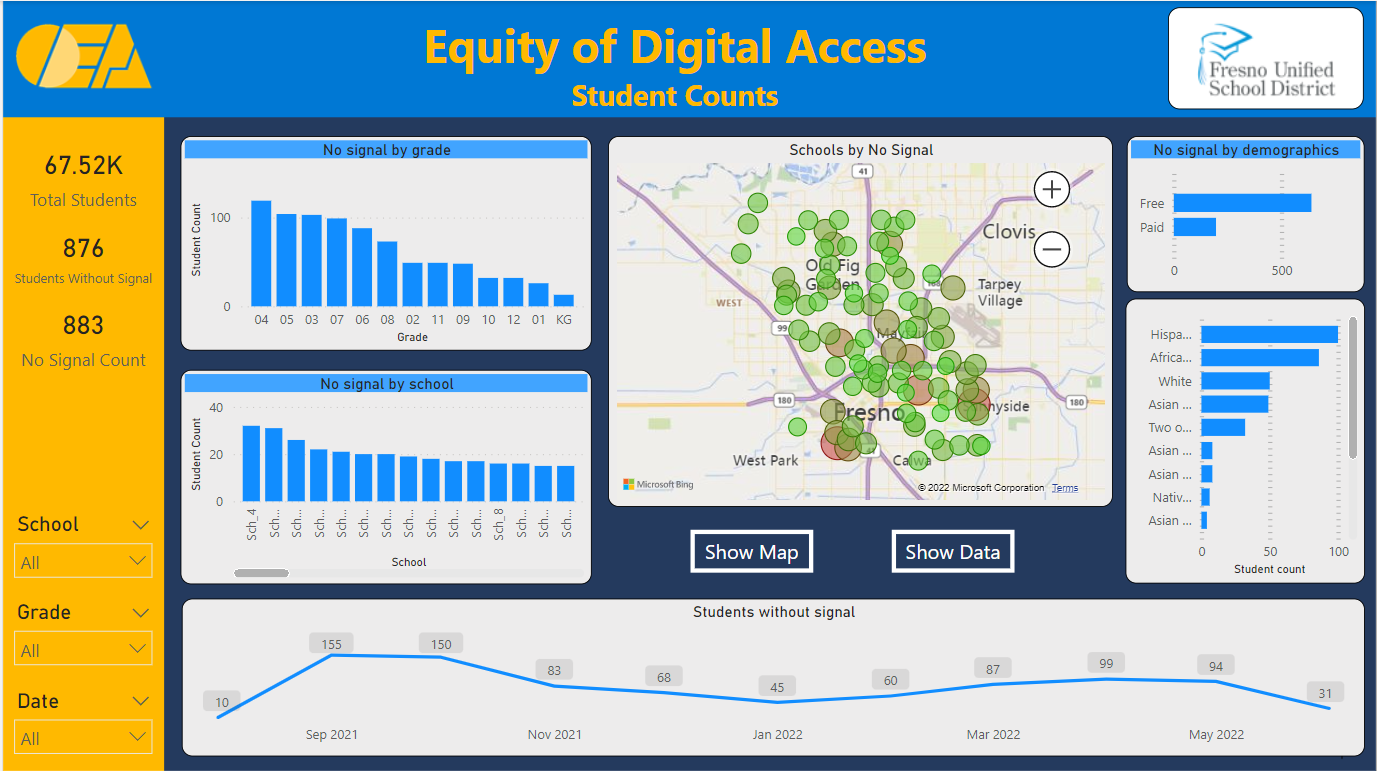 OEA
Equity of Digital Access
Student Counts
Fresno Unified
School District
67.52K
Total Students
876
Students Without Signal
883
No Signal Count
School
All
Grade
All
Date
All
No signal by grade
Student Count
100
0
04 05 03 07 06 08 02 11 09 10 12 01 KG
Grade
No signal by school
Student Count
40
20
0
Sch_4 Sch... Sch... Sch... Sch... Sch... Sch... Sch... Sch... Sch... Sch... Sch_8 Sch... Sch... Sch...
School
Schools by No Signal
41
Clovis
Old Fig
Garden
168
Tarpey
Village
WEST
99
180
Fresno
180
West Park
Calwa
Microsoft Bing
© 2022 Microsoft Corporation Terms
Show Map
Show Data
No signal by demographics
Free
Paid
0 500
Hispa...
Africa...
White
Asian ...
Two o...
Asian ...
Asian ...
Nativ...
Asian ...
0 50 100
Student count
Students without signal
10 155 150 83 68 45 60 87 99 94 31
Sep 2021 Nov 2021 Jan 2022 Mar 2022 May 2022